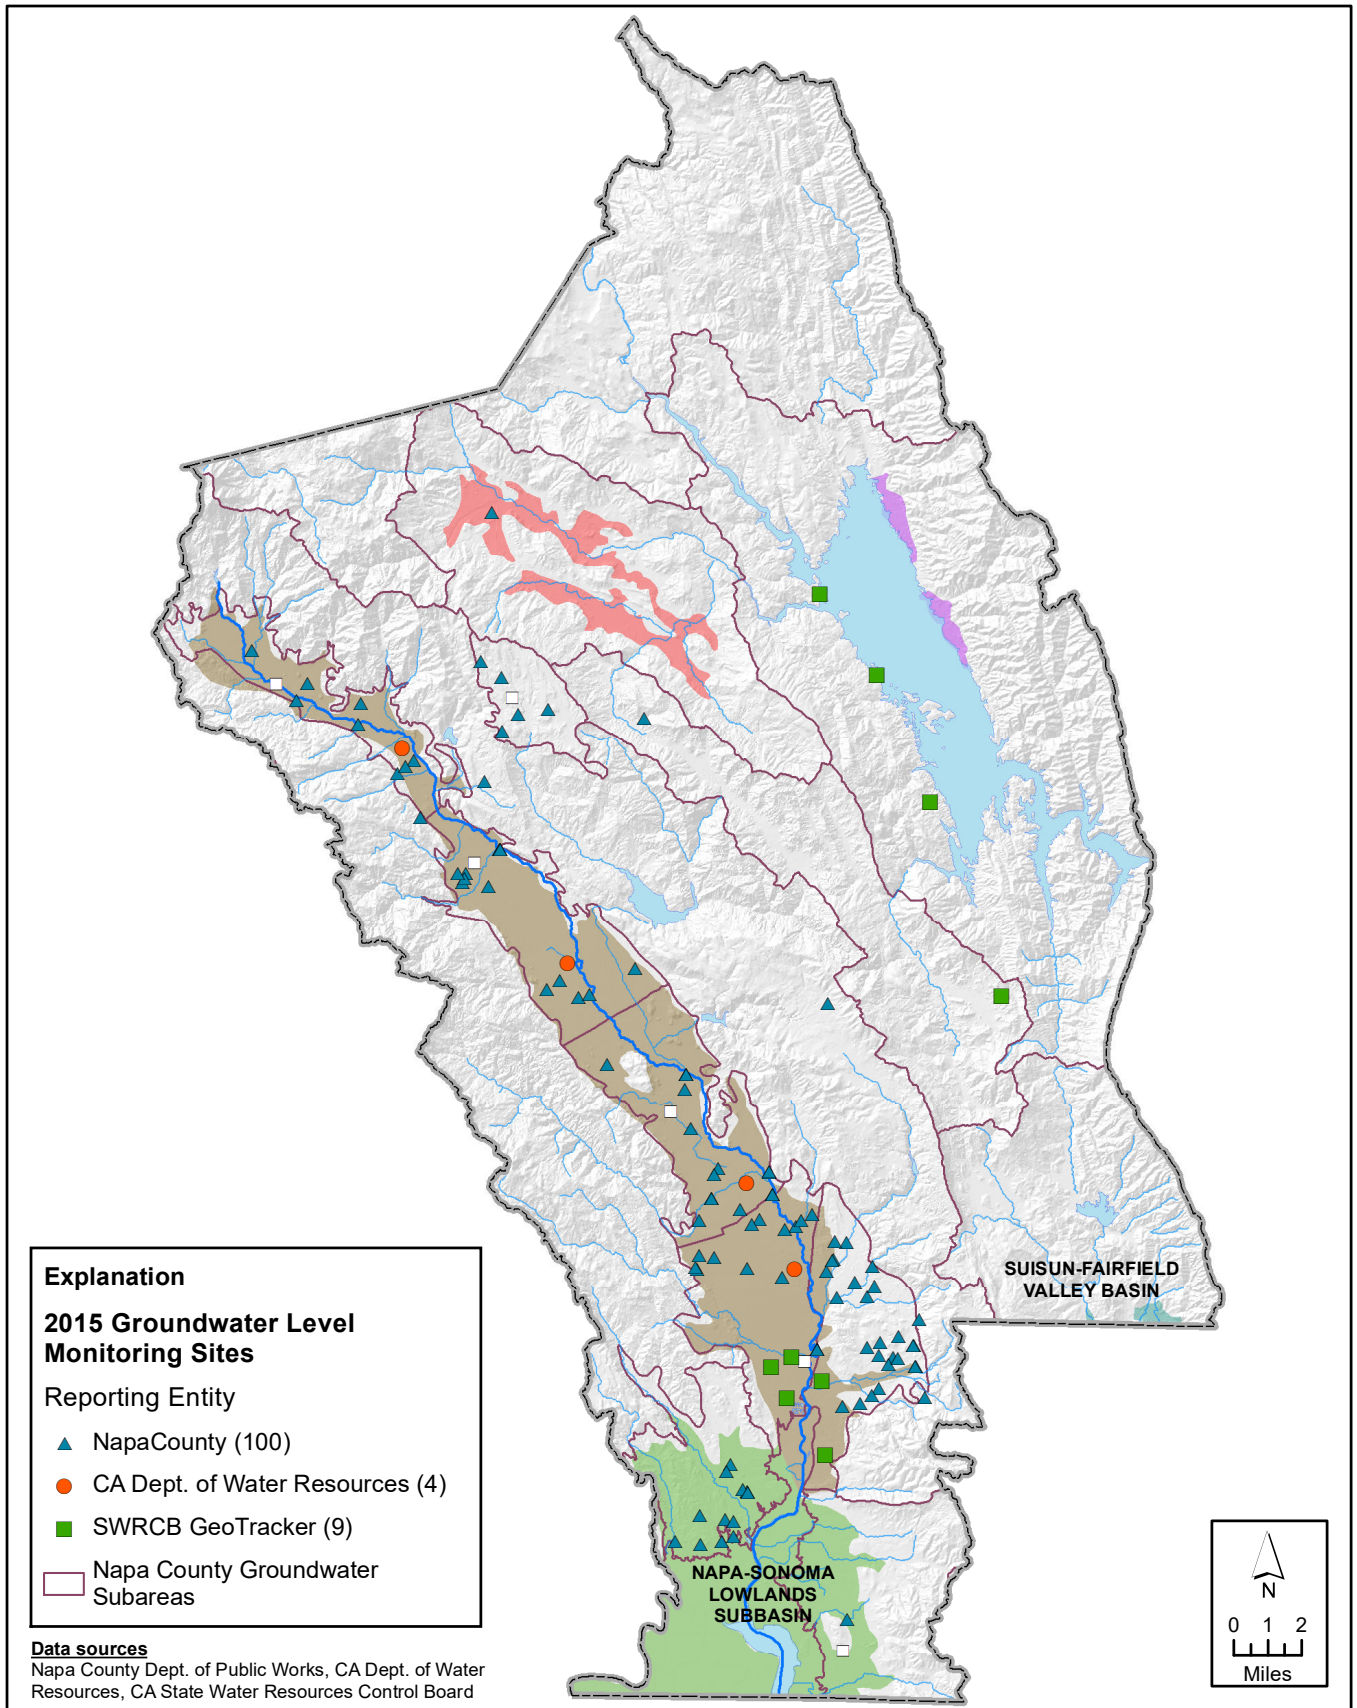 SUISUN-FAIRFIELD
VALLEY BASIN
NAPA-SONOMA
LOWLANDS
SUBBASIN
Explanation
2015 Groundwater Level
Monitoring Sites
Reporting Entity
NapaCounty (100)
CA Dept. of Water Resources (4)
SWRCB GeoTracker (9)
Napa County Groundwater
Subareas
Data sources
Napa County Dept. of Public Works, CA Dept. of Water
Resources, CA State Water Resources Control Board
N
0 1 2
Miles